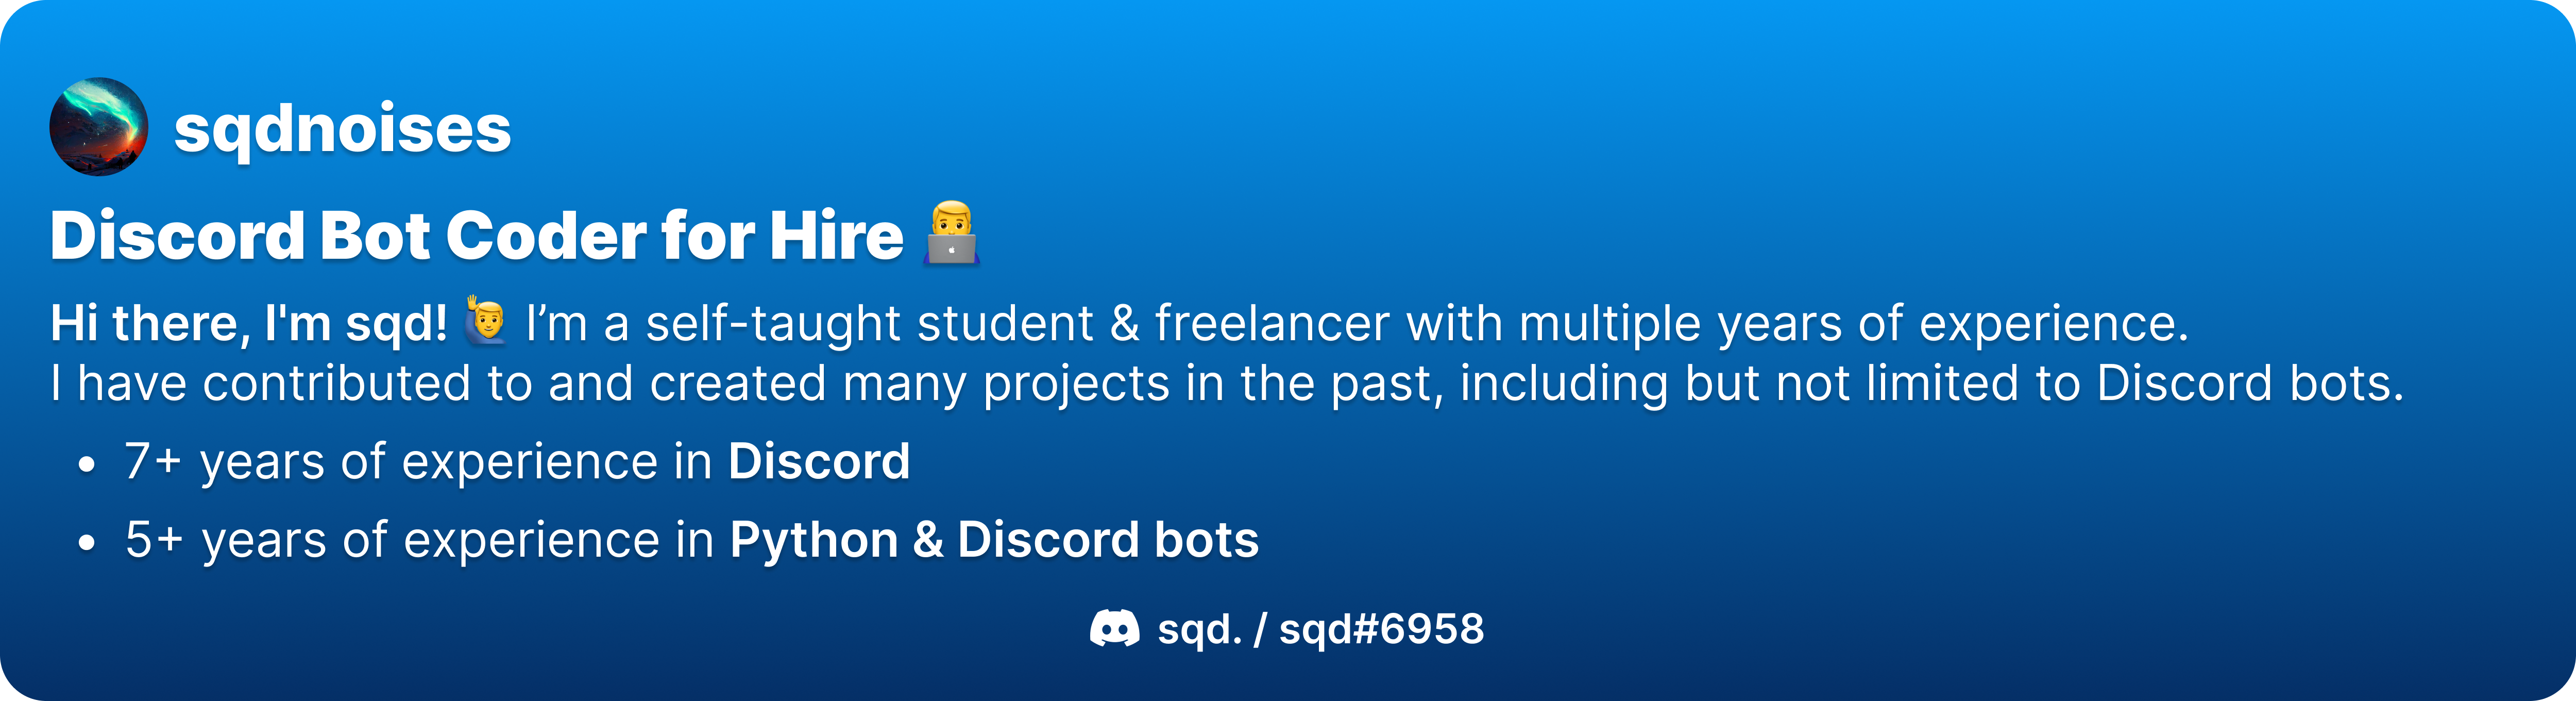 sqdnoises
Discord Bot Coder for Hire 👨‍💻
Hi there, I'm sqd! 🙋‍♂️ I’m a self-taught student & freelancer with multiple years of experience.
I have contributed to and created many projects in the past, including but not limited to Discord bots.
• 7+ years of experience in Discord
• 5+ years of experience in Python & Discord bots
sqd. / sqd#6958